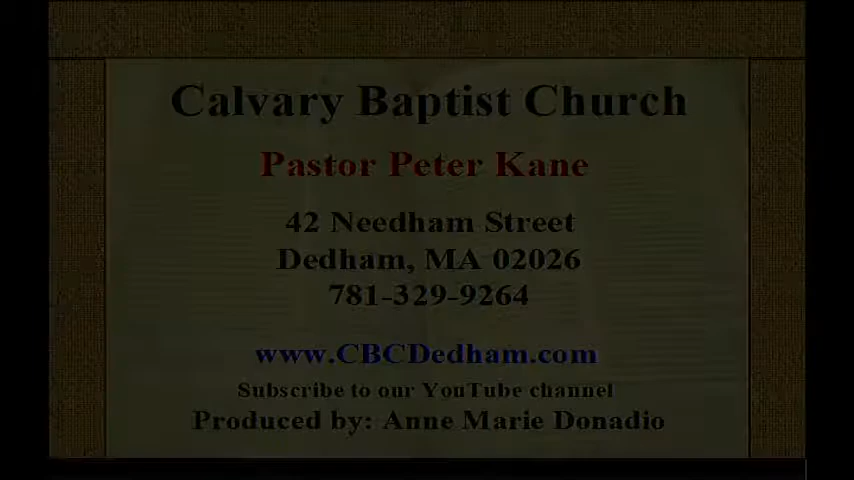 Calvary Baptist Church
Pastor Peter Kane
42 Needham Street
Dedham, MA 02026
781-329-9264
www.CBCDedham.com
Subscribe to our YouTube channel
Produced by: Anne Marie Donadio